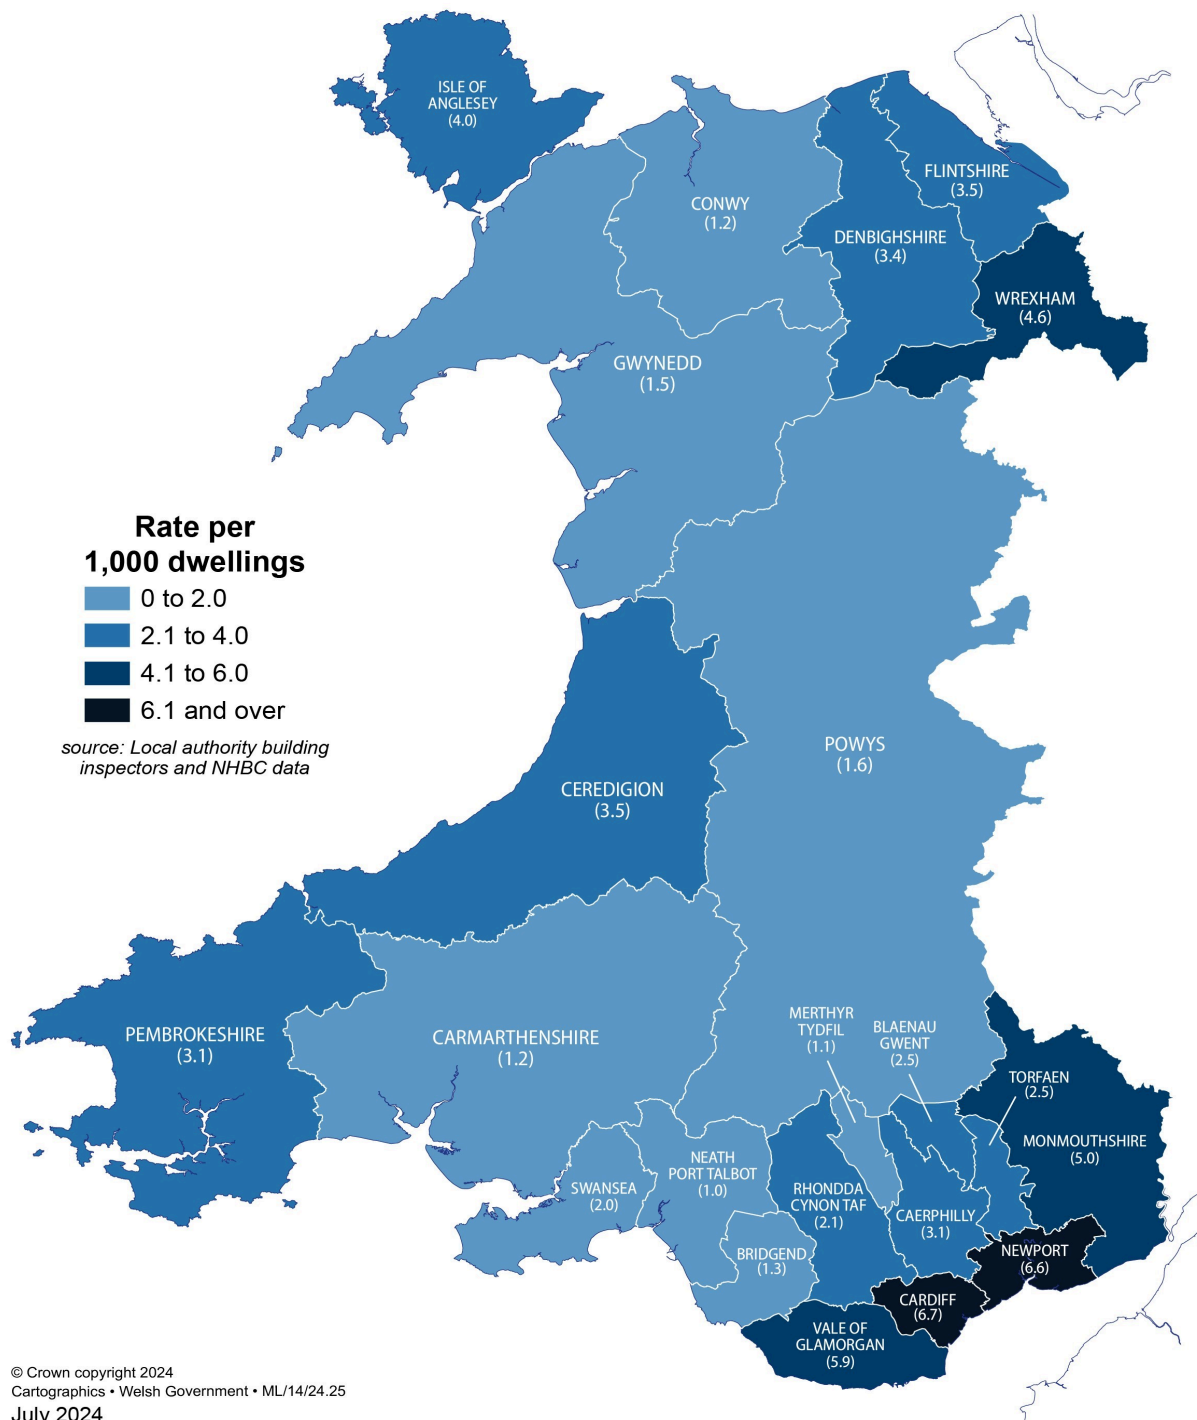 ISLE OF
ANGLESEY
(4.0)
FLINTSHIRE
(3.5)
CONWY
(1.2)
DENBIGHSHIRE
(3.4)
WREXHAM
(4.6)
GWYNEDD
(1.5)
Rate per
1,000 dwellings
0 to 2.0
2.1 to 4.0
4.1 to 6.0
6.1 and over
source: Local authority building
inspectors and NHBC data
POWYS
(1.6)
CEREDIGION
(3.5)
PEMBROKESHIRE
(3.1)
CARMARTHENSHIRE
(1.2)
MERTHYR
TYDFIL
(1.1)
BLAENAU
GWENT
(2.5)
TORFAEN
(2.5)
MONMOUTHSHIRE
(5.0)
SWANSEA
(2.0)
NEATH
PORT TALBOT
(1.0)
RHONDDA
CYNON TAF
(2.1)
CAERPHILLY
(3.1)
BRIDGEND
(1.3)
NEWPORT
(6.6)
CARDIFF
(6.7)
VALE OF
GLAMORGAN
(5.9)
© Crown copyright 2024
Cartographics • Welsh Government • ML/14/24.25
July 2024